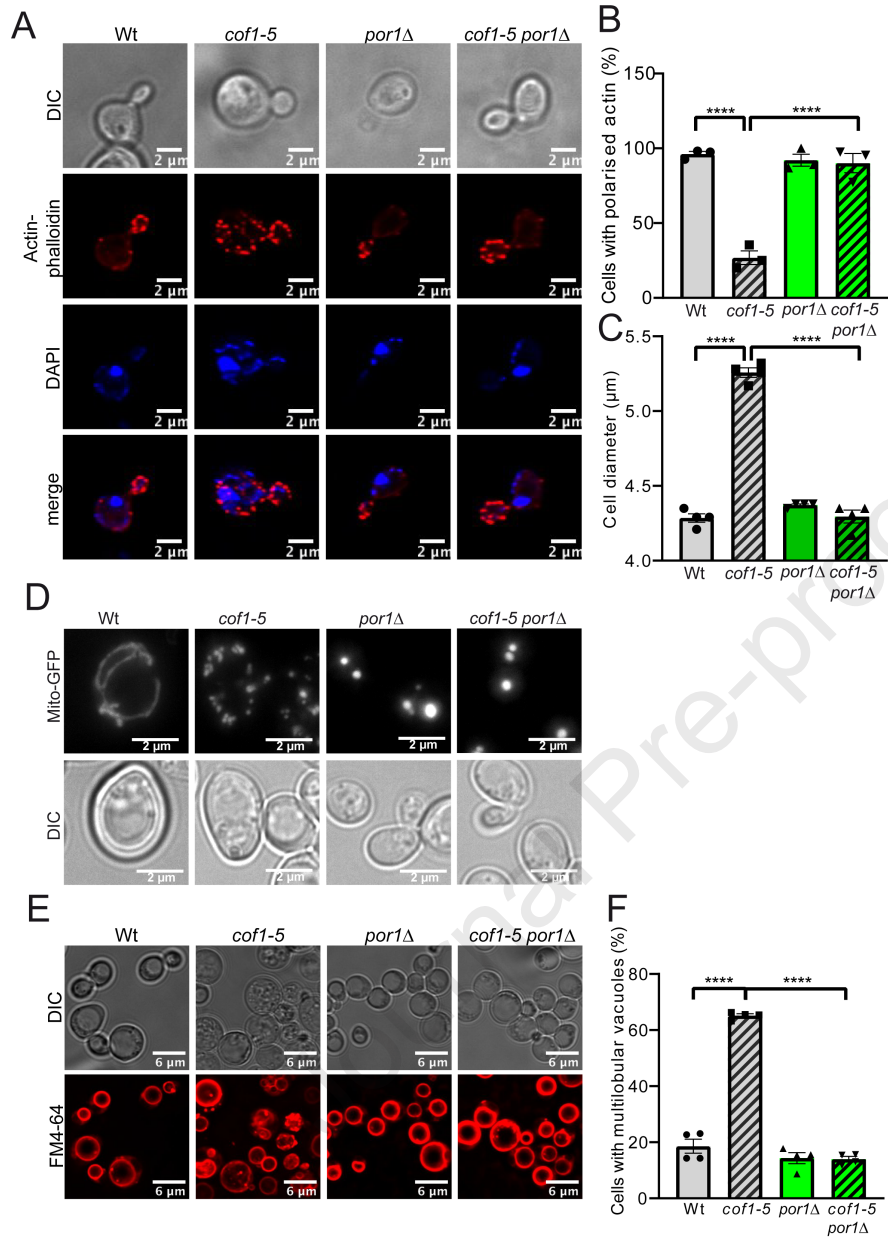 A
Wt
cof1-5
por1Δ
cof1-5 por1Δ
DIC
2 µm
2 µm
2 µm
2 µm
Actin-
phalloidin
2 µm
2 µm
2 µm
2 µm
DAPI
2 µm
2 µm
2 µm
2 µm
merge
2 µm
2 µm
2 µm
2 µm
B
Cells with polarised actin (%)
150
100
50
0
****
****
Wt
cof1-5
por1Δ
cof1-5
por1Δ
C
Cell diameter (µm)
5.5
5.0
4.5
4.0
****
****
Wt
cof1-5
por1Δ
cof1-5
por1Δ
D
Wt
cof1-5
por1Δ
cof1-5 por1Δ
Mito-GFP
2 µm
2 µm
2 µm
2 µm
DIC
2 µm
2 µm
2 µm
2 µm
E
Wt
cof1-5
por1Δ
cof1-5 por1Δ
DIC
6 µm
6 µm
6 µm
6 µm
FM4-64
6 µm
6 µm
6 µm
6 µm
F
Cells with multilobular vacuoles (%)
80
60
40
20
0
****
****
Wt
cof1-5
por1Δ
cof1-5
por1Δ
Journal Pre-proo